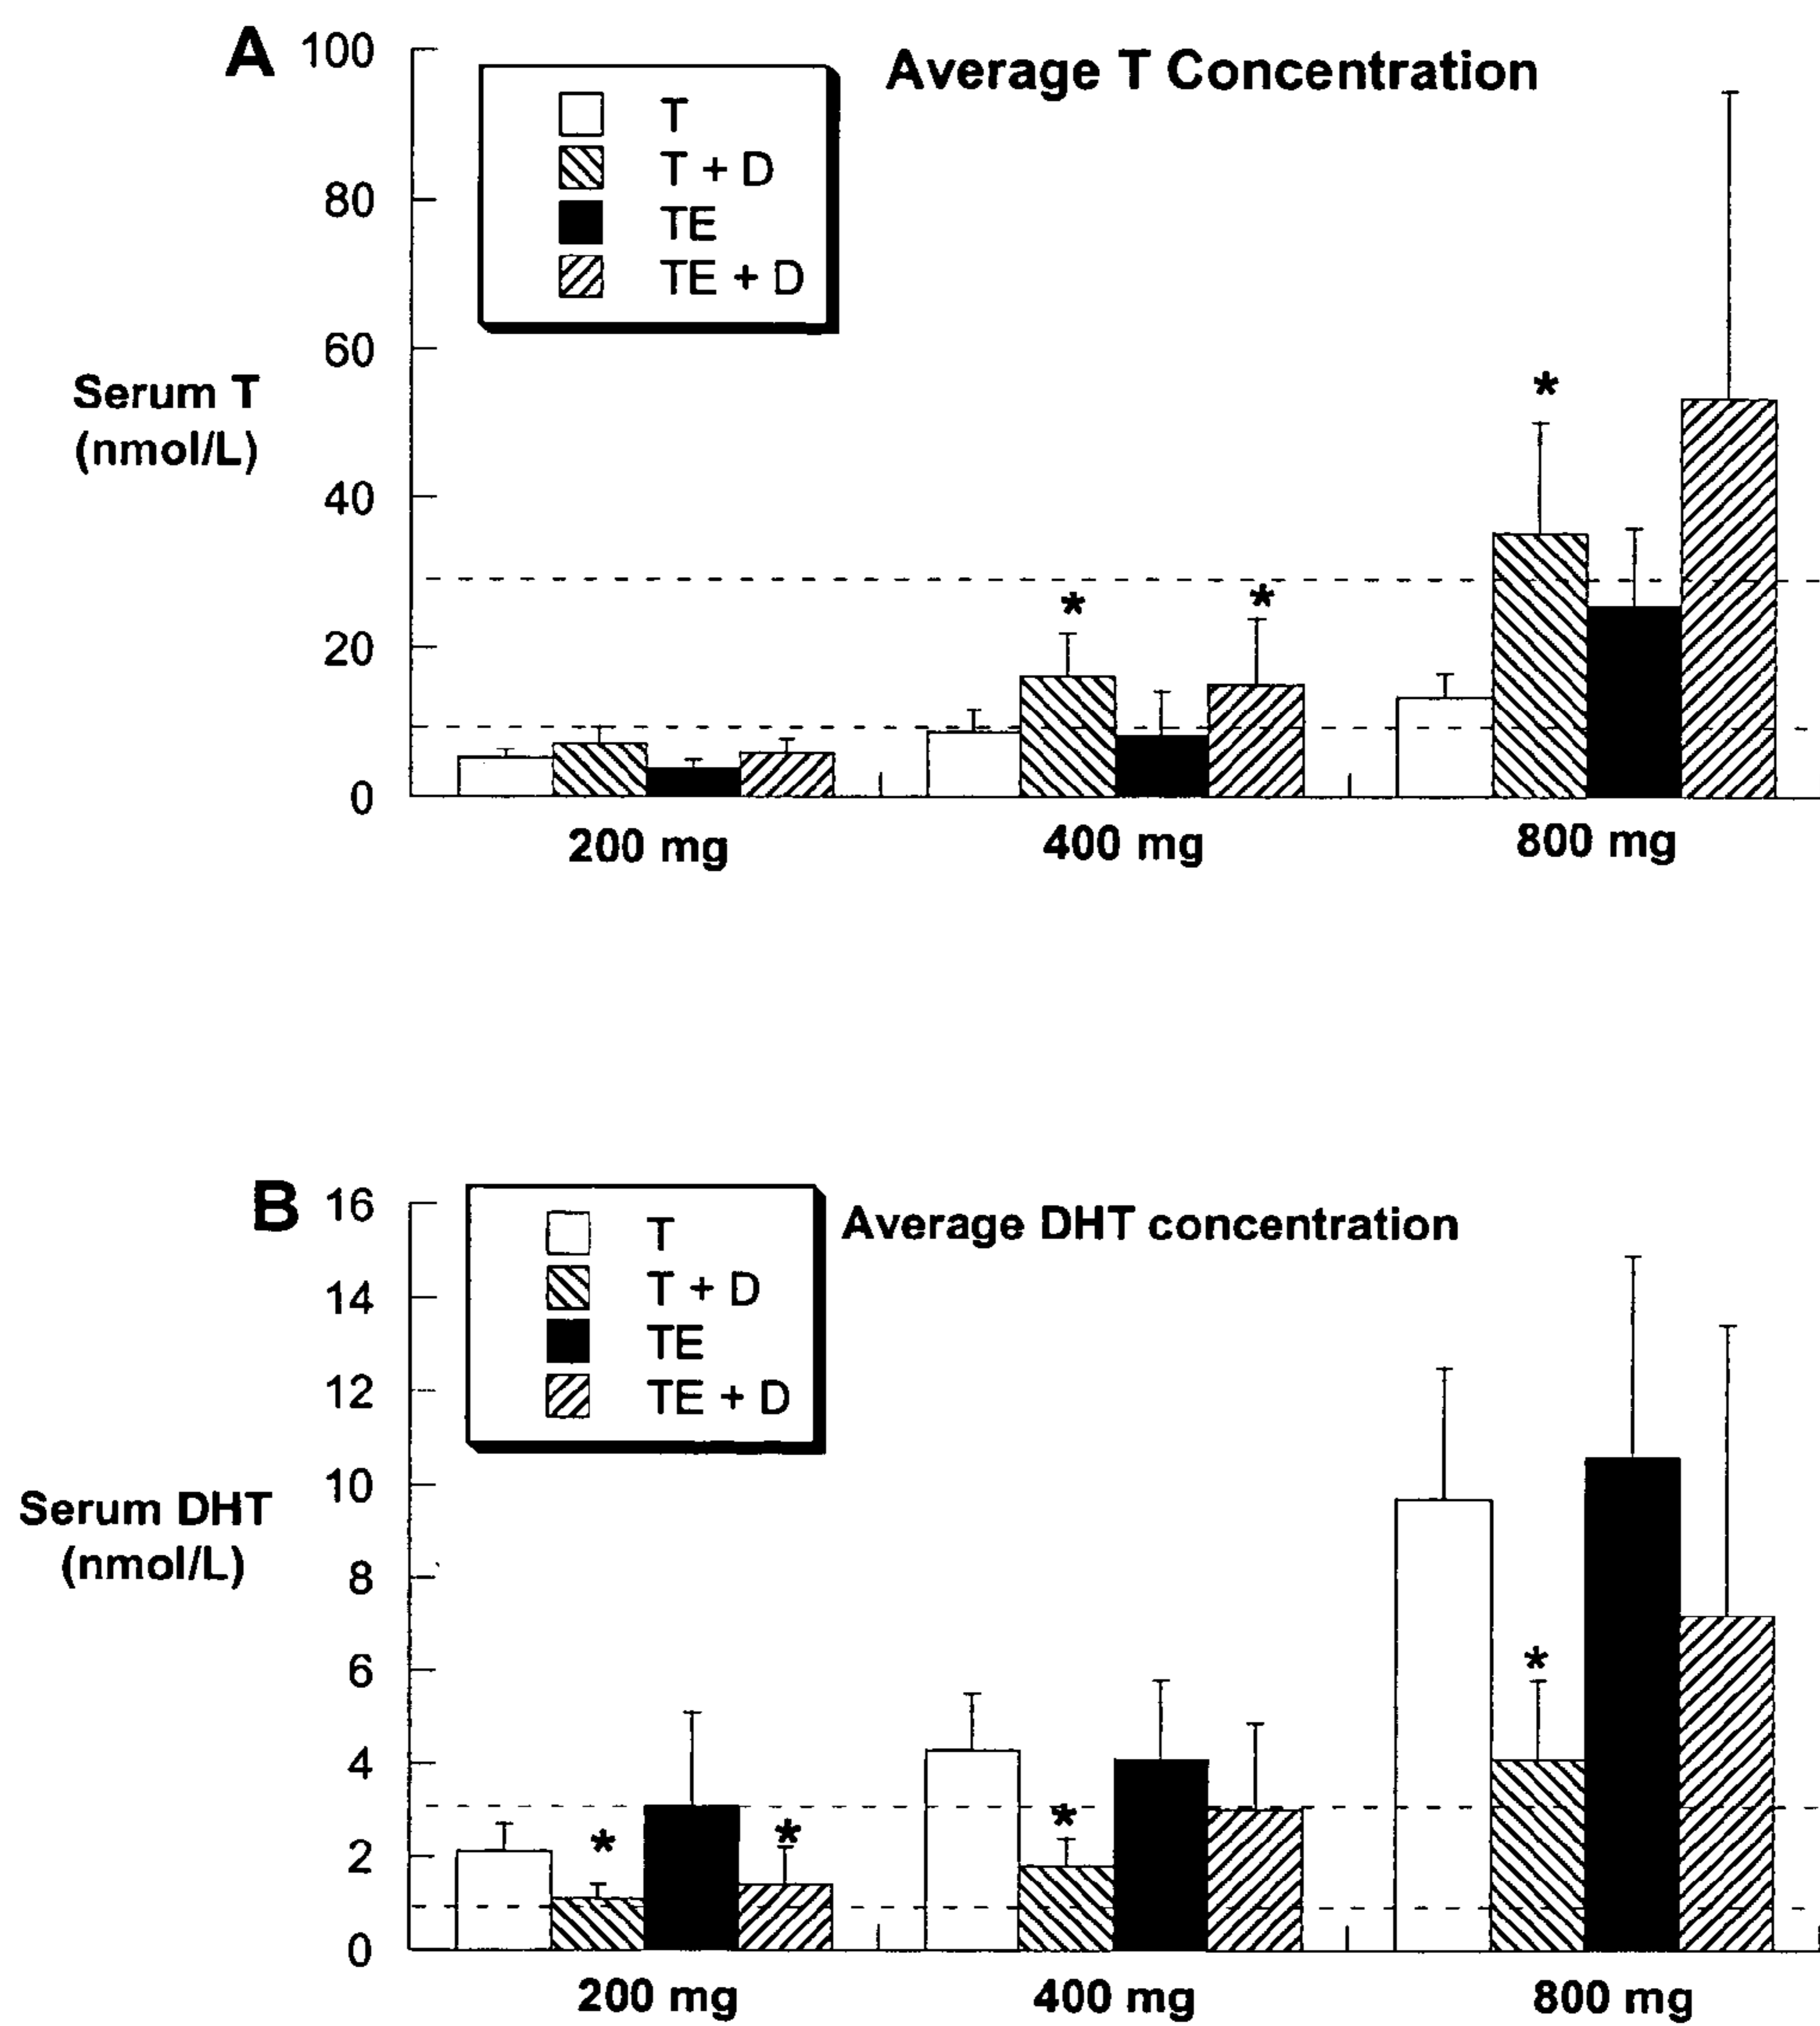 A
Average T Concentration
100
80
60
40
20
0
Serum T
(nmol/L)
T
T + D
TE
TE + D
*
*
*
200 mg
400 mg
800 mg
B
Average DHT concentration
16
14
12
10
8
6
4
2
0
Serum DHT
(nmol/L)
T
T + D
TE
TE + D
*
*
*
*
200 mg
400 mg
800 mg